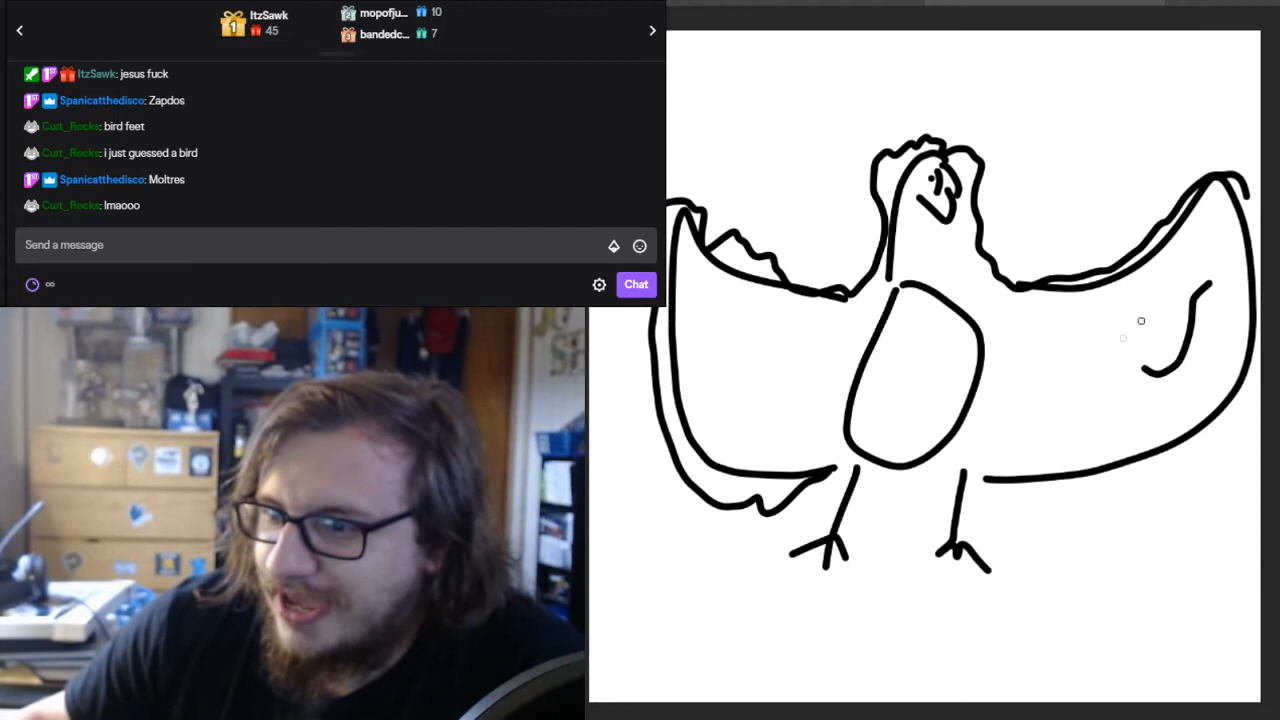 ItzSawk
45
mopofju... 10
bandedc... 7
ItzSawk: jesus fuck
Spanicatthedisco: Zapdos
Curt_Rocks: bird feet
Curt_Rocks: i just guessed a bird
Spanicatthedisco: Moltres
Curt_Rocks: lmaooo
Send a message
∞
Chat